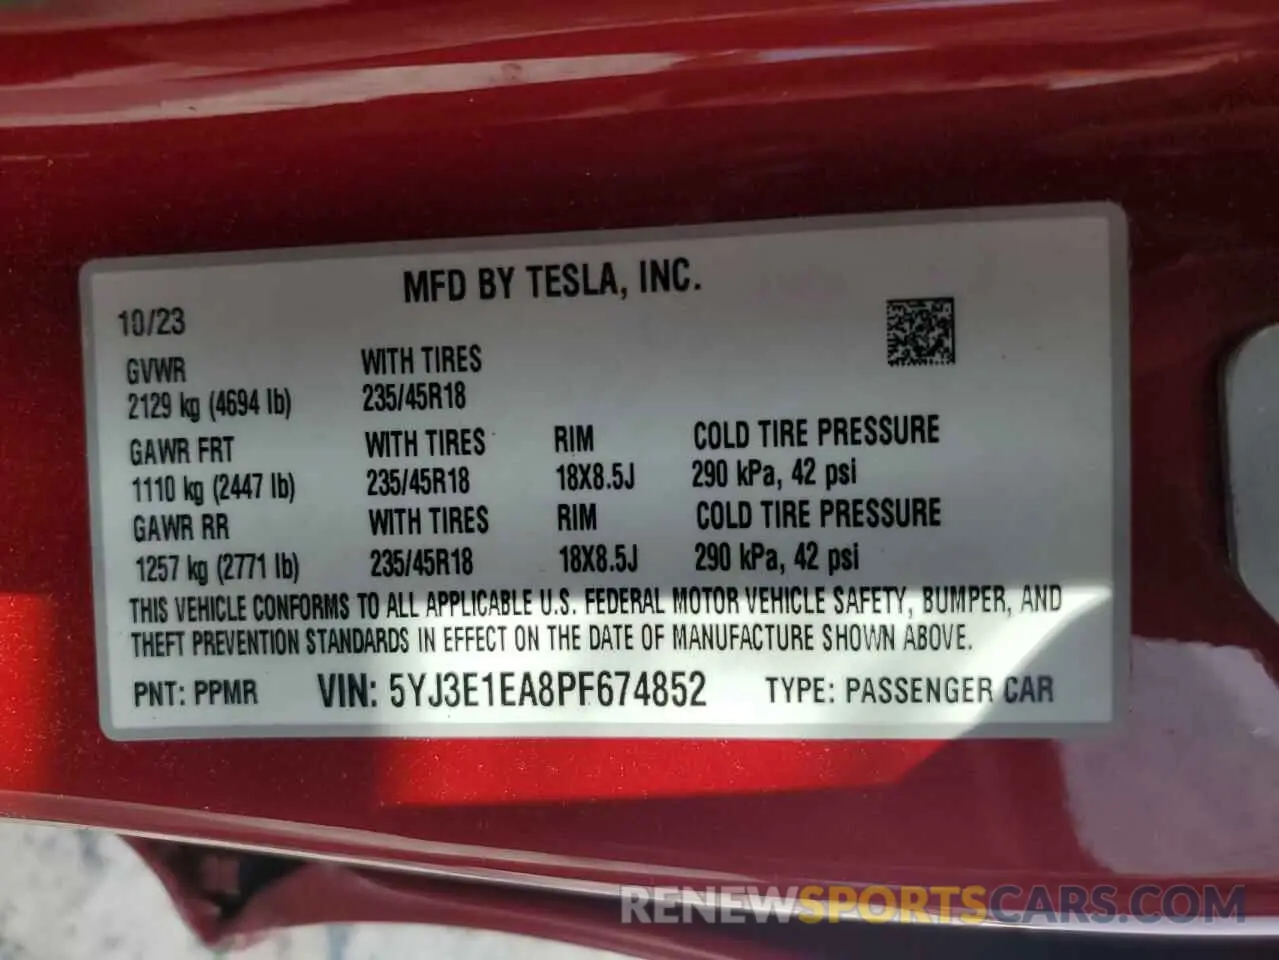 MFD BY TESLA, INC.
10/23
GVWR WITH TIRES
2129 kg (4694 lb) 235/45R18
GAWR FRT WITH TIRES RIM COLD TIRE PRESSURE
1110 kg (2447 lb) 235/45R18 18X8.5J 290 kPa, 42 psi
GAWR RR WITH TIRES RIM COLD TIRE PRESSURE
1257 kg (2771 lb) 235/45R18 18X8.5J 290 kPa, 42 psi
THIS VEHICLE CONFORMS TO ALL APPLICABLE U.S. FEDERAL MOTOR VEHICLE SAFETY, BUMPER, AND
THEFT PREVENTION STANDARDS IN EFFECT ON THE DATE OF MANUFACTURE SHOWN ABOVE.
PNT: PPMR VIN: 5YJ3E1EA8PF674852 TYPE: PASSENGER CAR
RENEWSPORTSCARS.COM